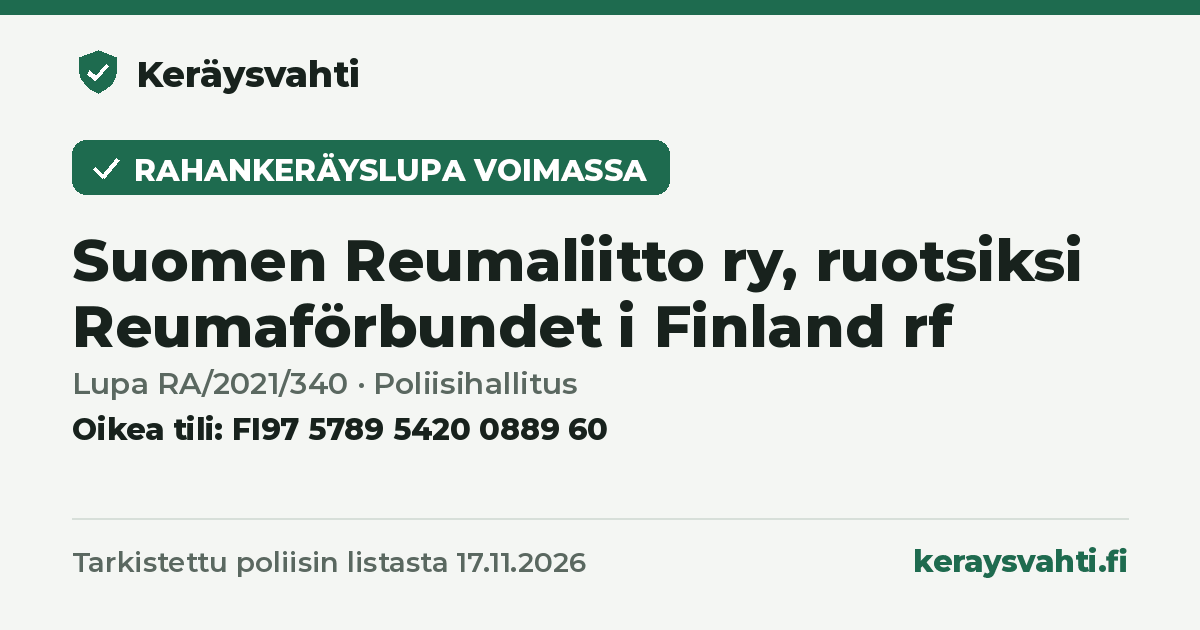 Keräysvahti
RAHANKERÄYSLUPA VOIMASSA
Suomen Reumaliitto ry, ruotsiksi
Reumaförbundet i Finland rf
Lupa RA/2021/340 · Poliisihallitus
Oikea tili: FI97 5789 5420 0889 60
Tarkistettu poliisin listasta 17.11.2026
keraysvahti.fi